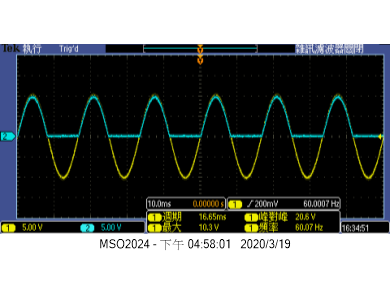 Tek 執行 Trig'd 雜訊濾波器關閉
2
10.0ms 0.00000 s 1 ∕ 200mV 60.0007Hz
1 週期 16.65ms 1 峰對峰 20.6 V
1 最大 10.3 V 1 頻率 60.07 Hz
1 5.00 V 2 5.00 V 16:34:51
MSO2024 - 下午 04:58:01 2020/3/19